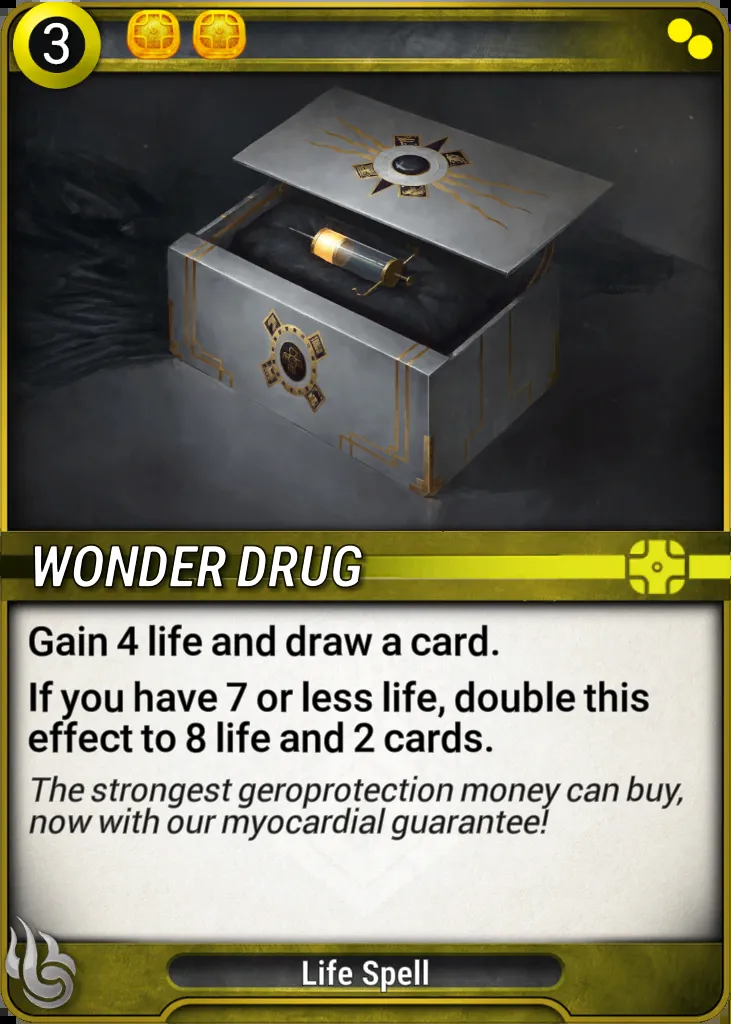 3
WONDER DRUG
Gain 4 life and draw a card.
If you have 7 or less life, double this
effect to 8 life and 2 cards.
The strongest geroprotection money can buy,
now with our myocardial guarantee!
Life Spell